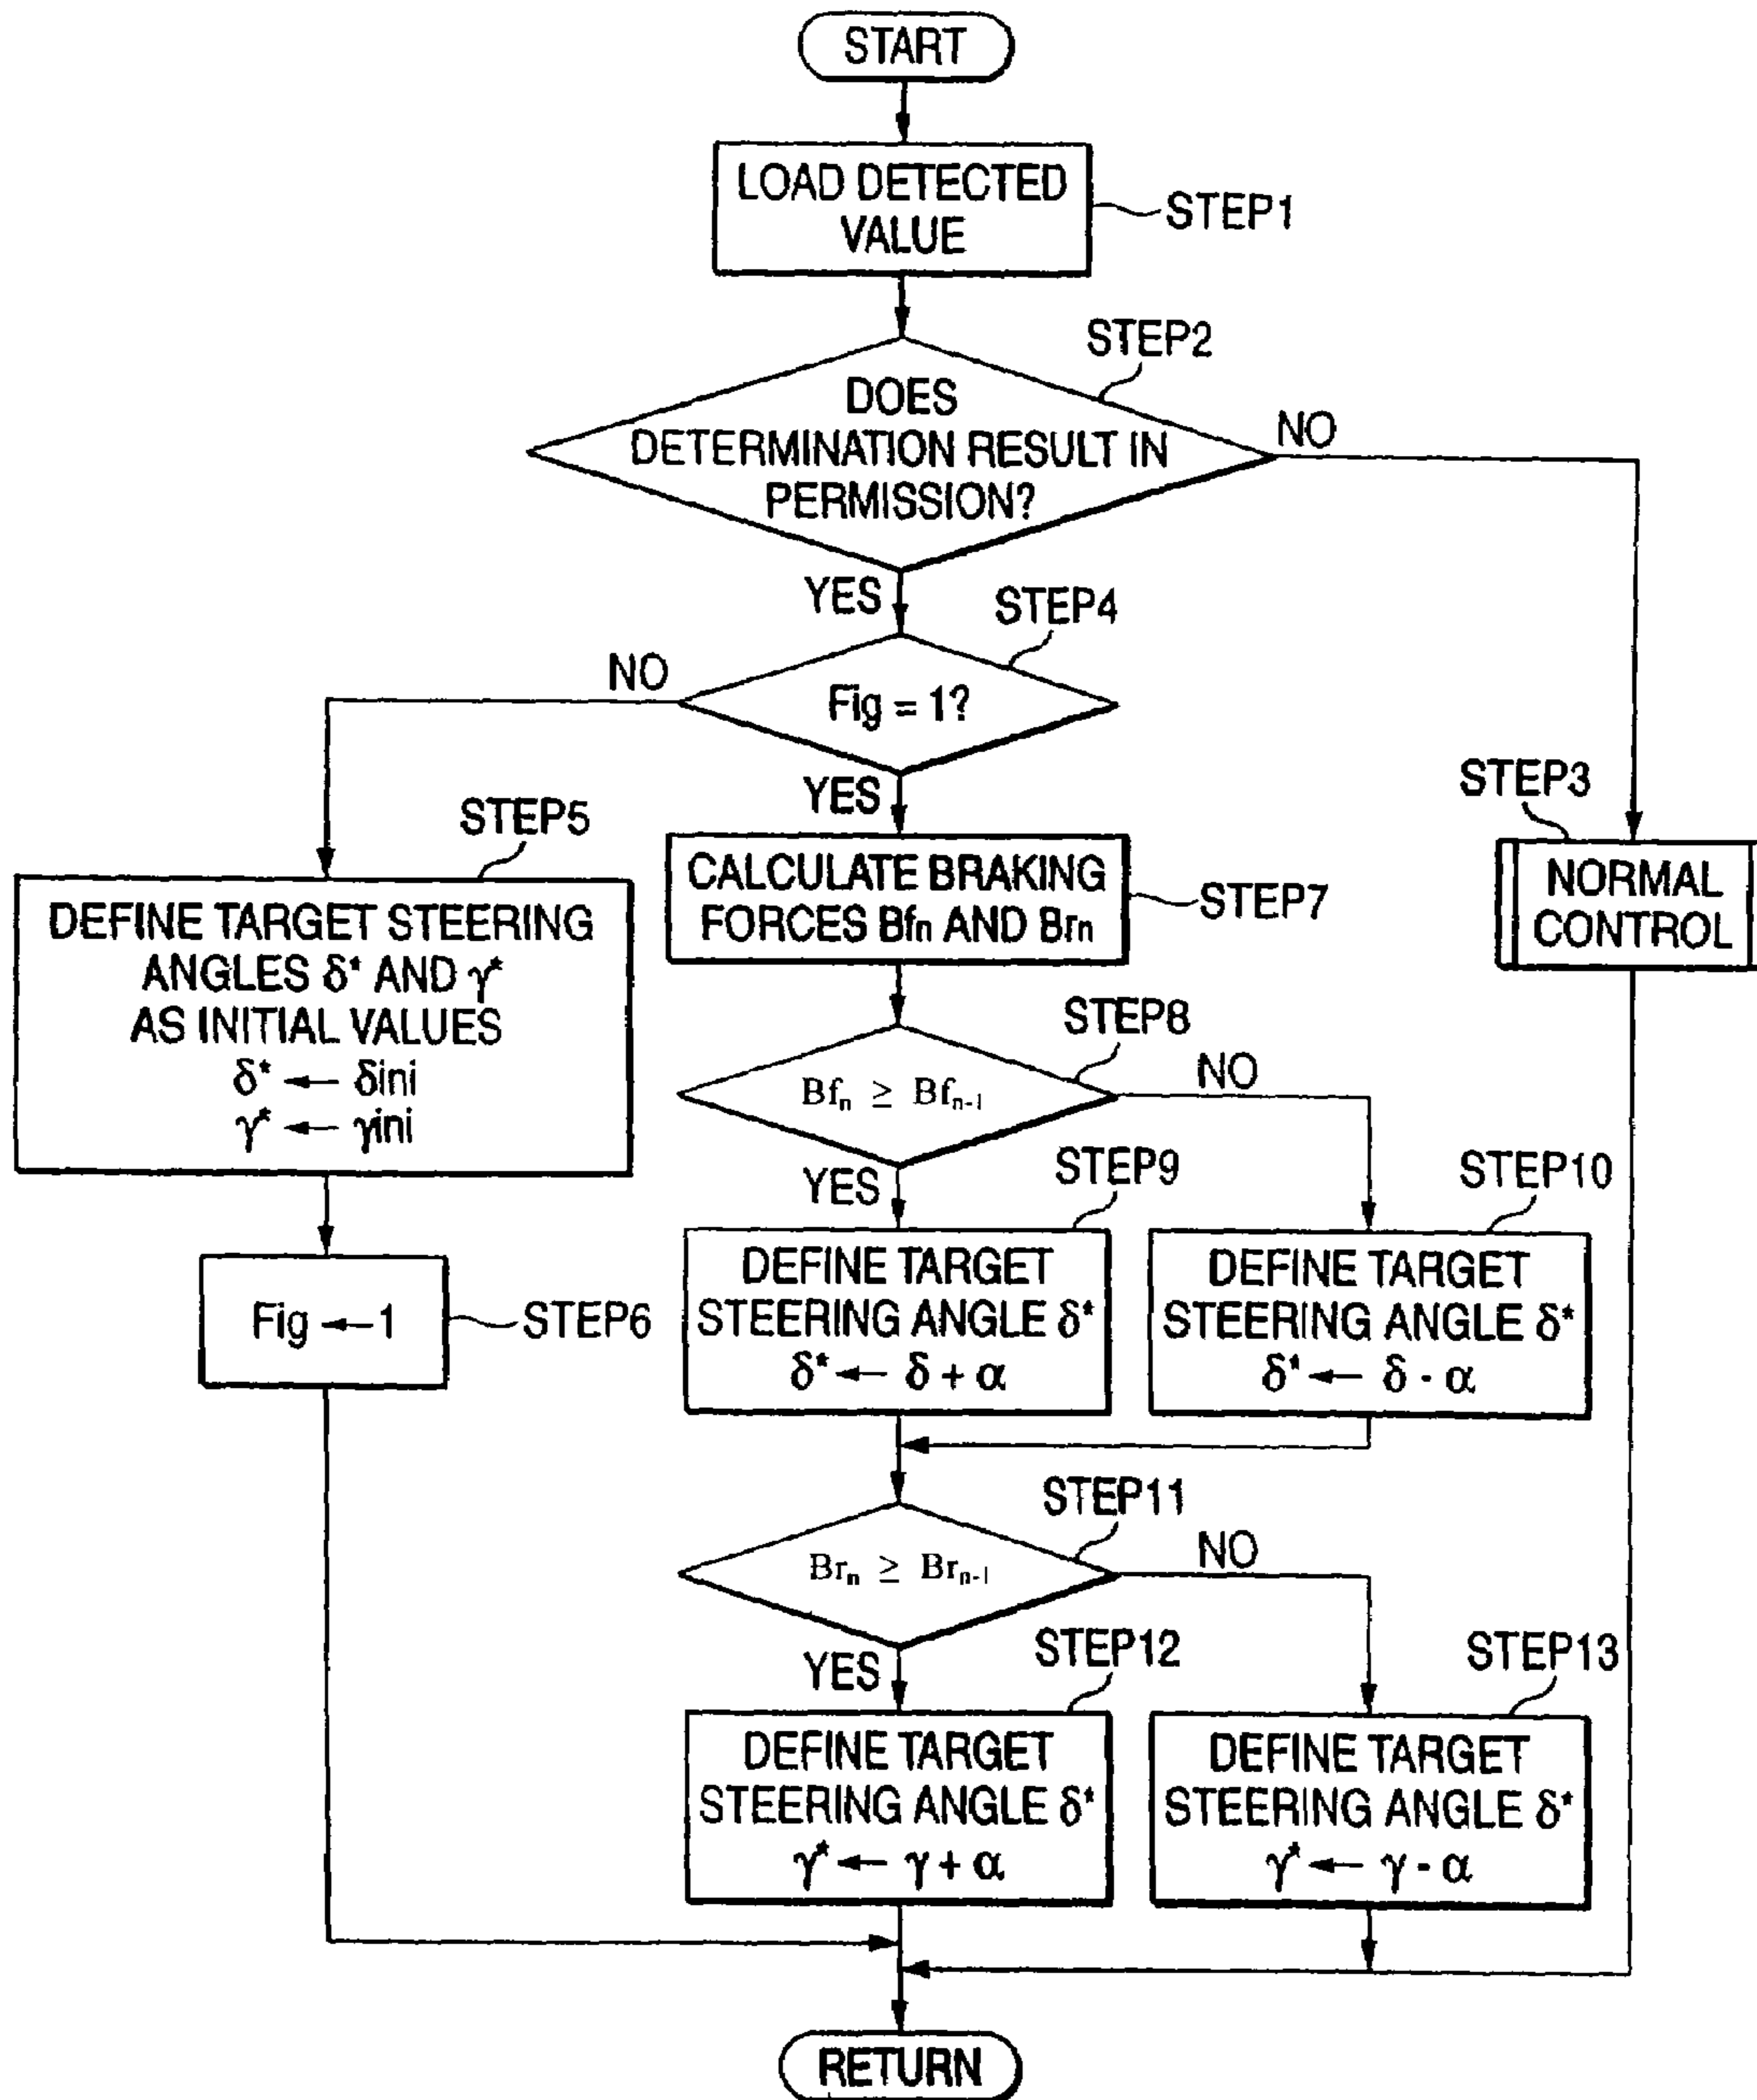 START
LOAD DETECTED
VALUE
STEP1
STEP2
DOES
DETERMINATION RESULT IN
PERMISSION?
NO
YES
STEP4
NO
Fig = 1?
YES
STEP3
NORMAL
CONTROL
STEP5
DEFINE TARGET STEERING
ANGLES δ* AND γ*
AS INITIAL VALUES
δ* ← δini
γ* ← γini
Fig ← 1
STEP6
CALCULATE BRAKING
FORCES Bfn AND Brn
STEP7
STEP8
Bfn ≥ Bfn-1
NO
YES
STEP9
DEFINE TARGET
STEERING ANGLE δ*
δ* ← δ + α
STEP10
DEFINE TARGET
STEERING ANGLE δ*
δ* ← δ - α
STEP11
Brn ≥ Brn-1
NO
YES
STEP12
DEFINE TARGET
STEERING ANGLE δ*
γ* ← γ + α
STEP13
DEFINE TARGET
STEERING ANGLE δ*
γ* ← γ - α
RETURN